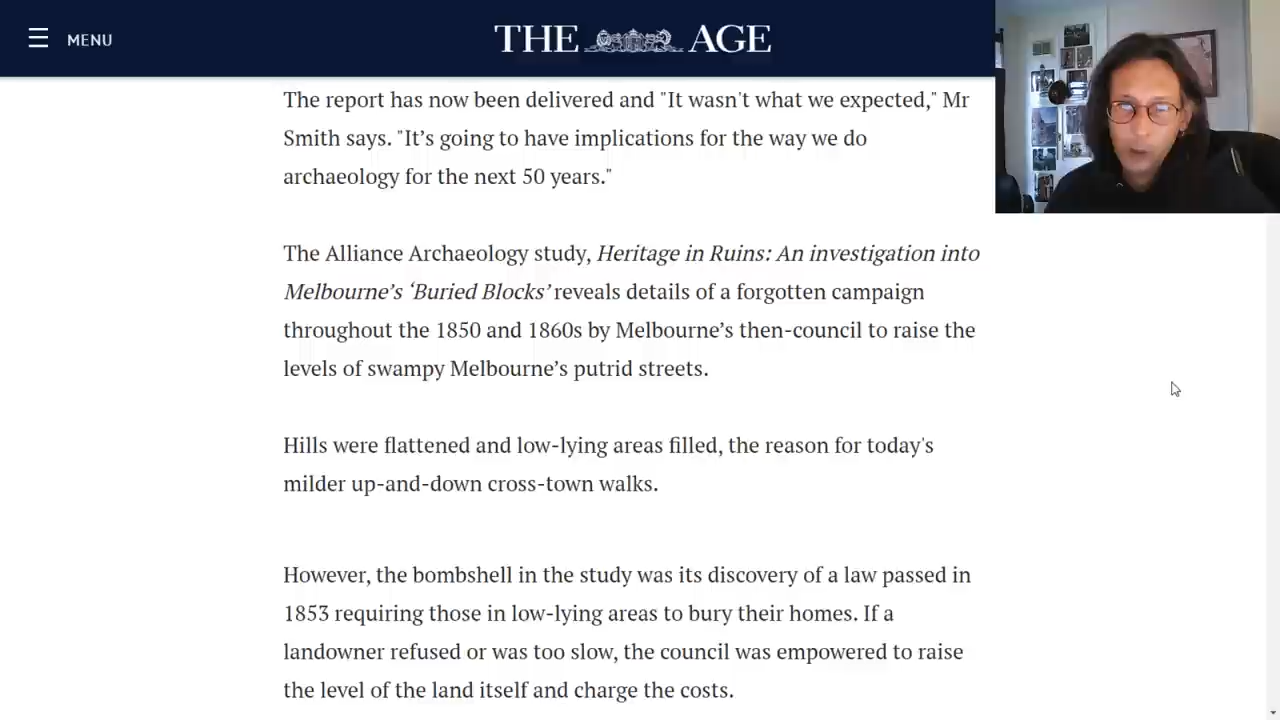 MENU
THE AGE
The report has now been delivered and "It wasn't what we expected," Mr
Smith says. "It’s going to have implications for the way we do
archaeology for the next 50 years."
The Alliance Archaeology study, Heritage in Ruins: An investigation into
Melbourne’s ‘Buried Blocks’ reveals details of a forgotten campaign
throughout the 1850 and 1860s by Melbourne’s then-council to raise the
levels of swampy Melbourne’s putrid streets.
Hills were flattened and low-lying areas filled, the reason for today's
milder up-and-down cross-town walks.
However, the bombshell in the study was its discovery of a law passed in
1853 requiring those in low-lying areas to bury their homes. If a
landowner refused or was too slow, the council was empowered to raise
the level of the land itself and charge the costs.